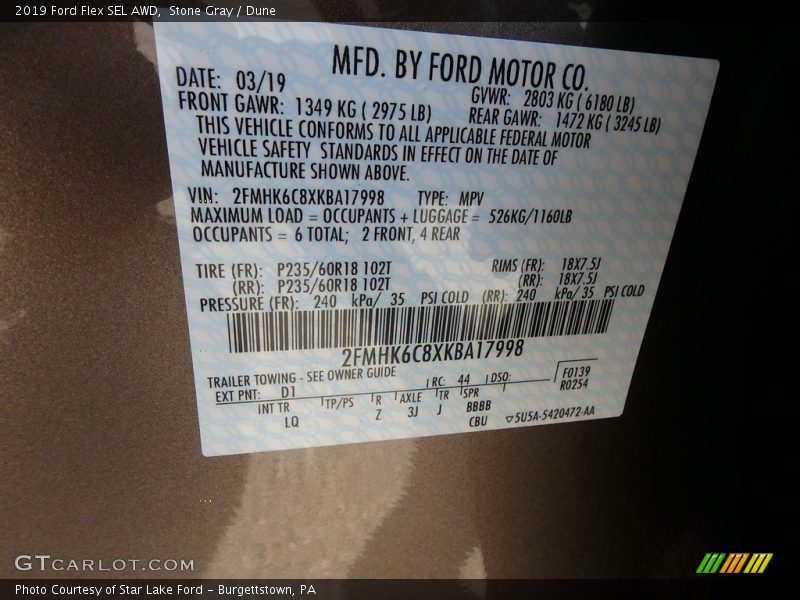 2019 Ford Flex SEL AWD,  Stone Gray / Dune
MFD. BY FORD MOTOR CO.
DATE: 03/19 GVWR: 2803 KG ( 6180 LB)
FRONT GAWR: 1349 KG ( 2975 LB) REAR GAWR: 1472 KG ( 3245 LB)
THIS VEHICLE CONFORMS TO ALL APPLICABLE FEDERAL MOTOR
VEHICLE SAFETY STANDARDS IN EFFECT ON THE DATE OF
MANUFACTURE SHOWN ABOVE.
VIN: 2FMHK6C8XKBA17998 TYPE: MPV
MAXIMUM LOAD = OCCUPANTS + LUGGAGE = 526KG/1160LB
OCCUPANTS = 6 TOTAL; 2 FRONT, 4 REAR
TIRE (FR): P235/60R18 102T RIMS (FR): 18X7.5J
(RR): P235/60R18 102T (RR): 18X7.5J
PRESSURE (FR): 240 kPa/ 35 PSI COLD (RR): 240 kPa/ 35 PSI COLD
2FMHK6C8XKBA17998
TRAILER TOWING - SEE OWNER GUIDE
EXT PNT: D1 RC: 44 DSO: F0139
R0254
INT TR TP/PS R AXLE TR SPR
LQ Z 3J J BBBB
CBU 5U5A-5420472-AA
GTCARLOT.COM
Photo Courtesy of Star Lake Ford - Burgettstown, PA